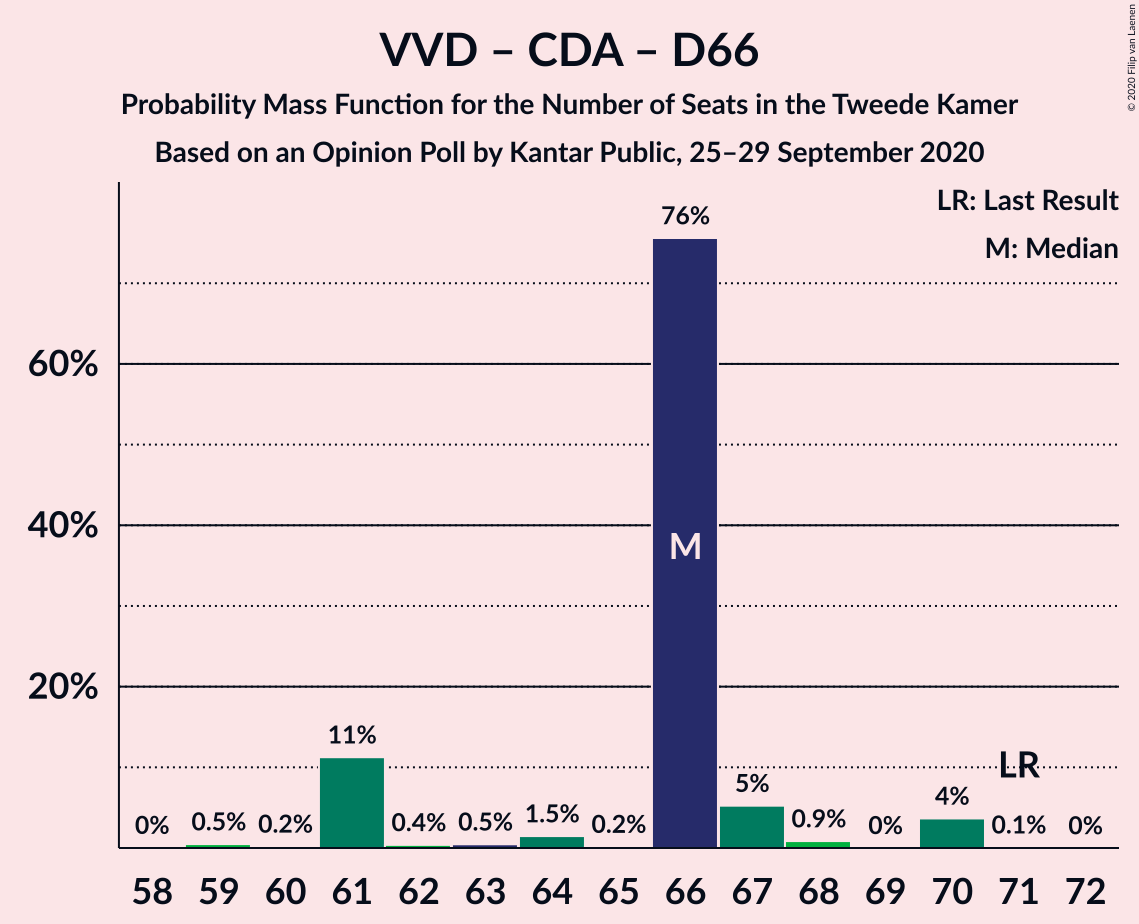 VVD – CDA – D66
Probability Mass Function for the Number of Seats in the Tweede Kamer
Based on an Opinion Poll by Kantar Public, 25–29 September 2020
© 2020 Filip van Laenen
LR: Last Result
M: Median
60%
40%
20%
0%
0.5%
0.2%
11%
0.4%
0.5%
1.5%
0.2%
76%
M
5%
0.9%
0%
4%
LR
0.1%
0%
58 59 60 61 62 63 64 65 66 67 68 69 70 71 72